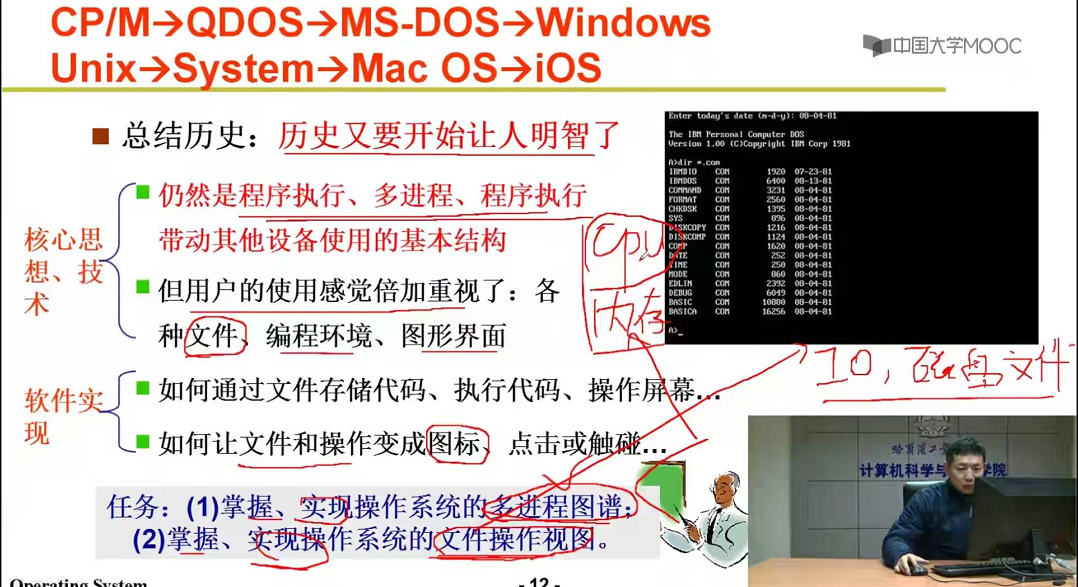 CP/M→QDOS→MS-DOS→Windows
Unix→System→Mac OS→iOS
中国大学MOOC
总结历史：历史又要开始让人明智了
核心思想、技术
仍然是程序执行、多进程、程序执行
带动其他设备使用的基本结构
但用户的使用感觉倍加重视了：各
种文件、编程环境、图形界面
软件实现
如何通过文件存储代码、执行代码、操作屏幕…
如何让文件和操作变成图标、点击或触碰…
任务：(1)掌握、实现操作系统的多进程图谱；
(2)掌握、实现操作系统的文件操作视图。
Enter today's date (m-d-y): 08-04-81
The IBM Personal Computer DOS
Version 1.00 (C)Copyright IBM Corp 1981
A>dir *.com
IBMBIO COM 1920 07-23-81
IBMDOS COM 6400 08-13-81
COMMAND COM 3231 08-04-81
FORMAT COM 2560 08-04-81
CHKDSK COM 1395 08-04-81
SYS COM 896 08-04-81
DISKCOPY COM 1216 08-04-81
DISKCOMP COM 1124 08-04-81
COMP COM 1620 08-04-81
DATE COM 252 08-04-81
TIME COM 250 08-04-81
MODE COM 860 08-04-81
EDLIN COM 2392 08-04-81
DEBUG COM 6049 08-04-81
BASIC COM 10880 08-04-81
BASICA COM 16256 08-04-81
A>_
CPU
内存
IO，磁盘文件
计算机科学与 学院
Operating System
- 12 -